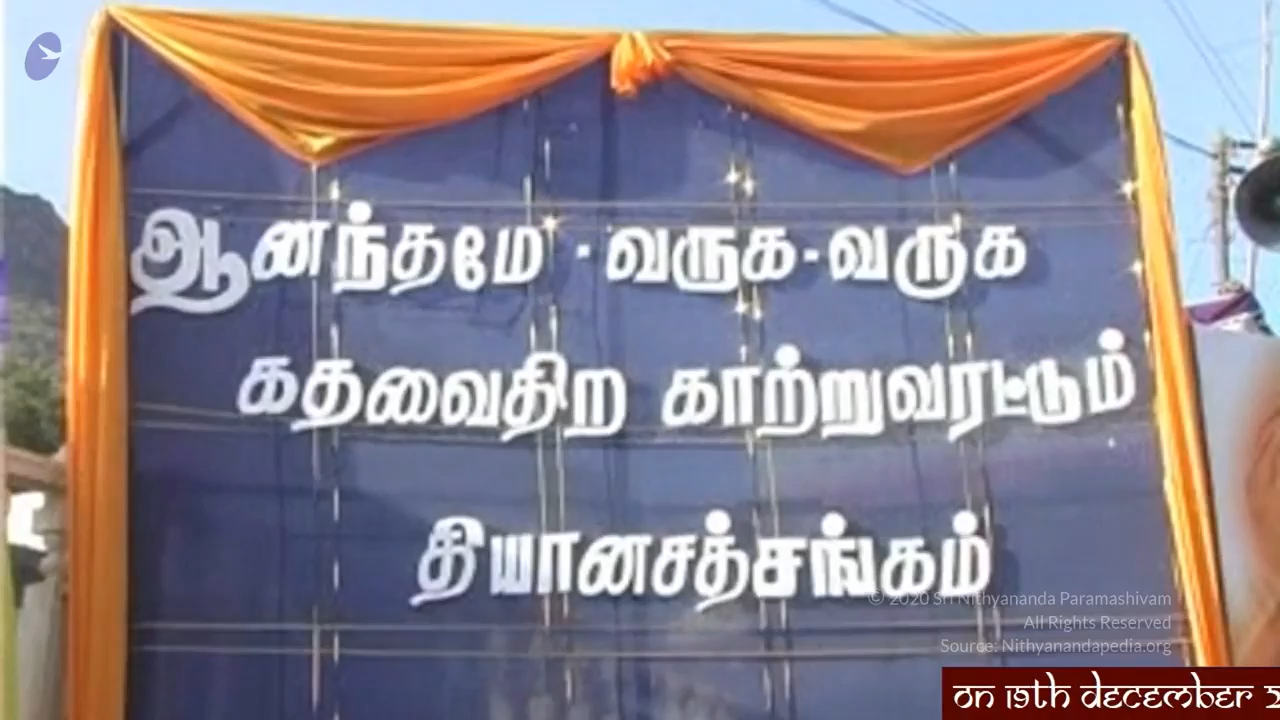 ஆனந்தமே · வருக - வருக
கதவைதிற காற்றுவரட்டும்
தியானசத்சங்கம்
© 2020 Sri Nithyananda Paramashivam
All Rights Reserved
Source: Nithyanandapedia.org
on 19th December